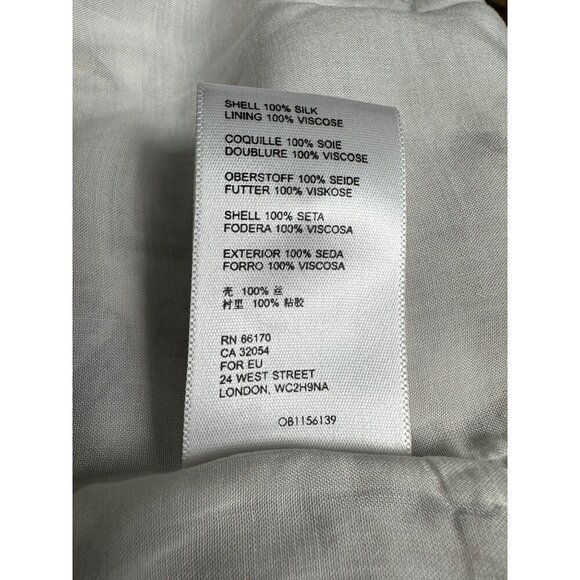 SHELL 100% SILK
LINING 100% VISCOSE
COQUILLE 100% SOIE
DOUBLURE 100% VISCOSE
OBERSTOFF 100% SEIDE
FUTTER 100% VISKOSE
SHELL 100% SETA
FODERA 100% VISCOSA
EXTERIOR 100% SEDA
FORRO 100% VISCOSA
壳 100% 丝
衬里 100% 粘胶
RN 66170
CA 32054
FOR EU
24 WEST STREET
LONDON, WC2H9NA
OB1156139